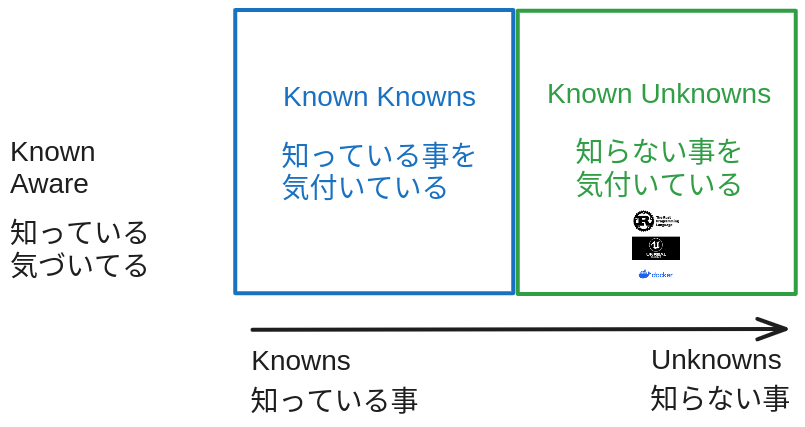 Known Knowns
知っている事を
気付いている
Known Unknowns
知らない事を
気付いている
The Rust
Programming
Language
UNREAL
docker
Known
Aware
知っている
気づいてる
Knowns
知っている事
Unknowns
知らない事